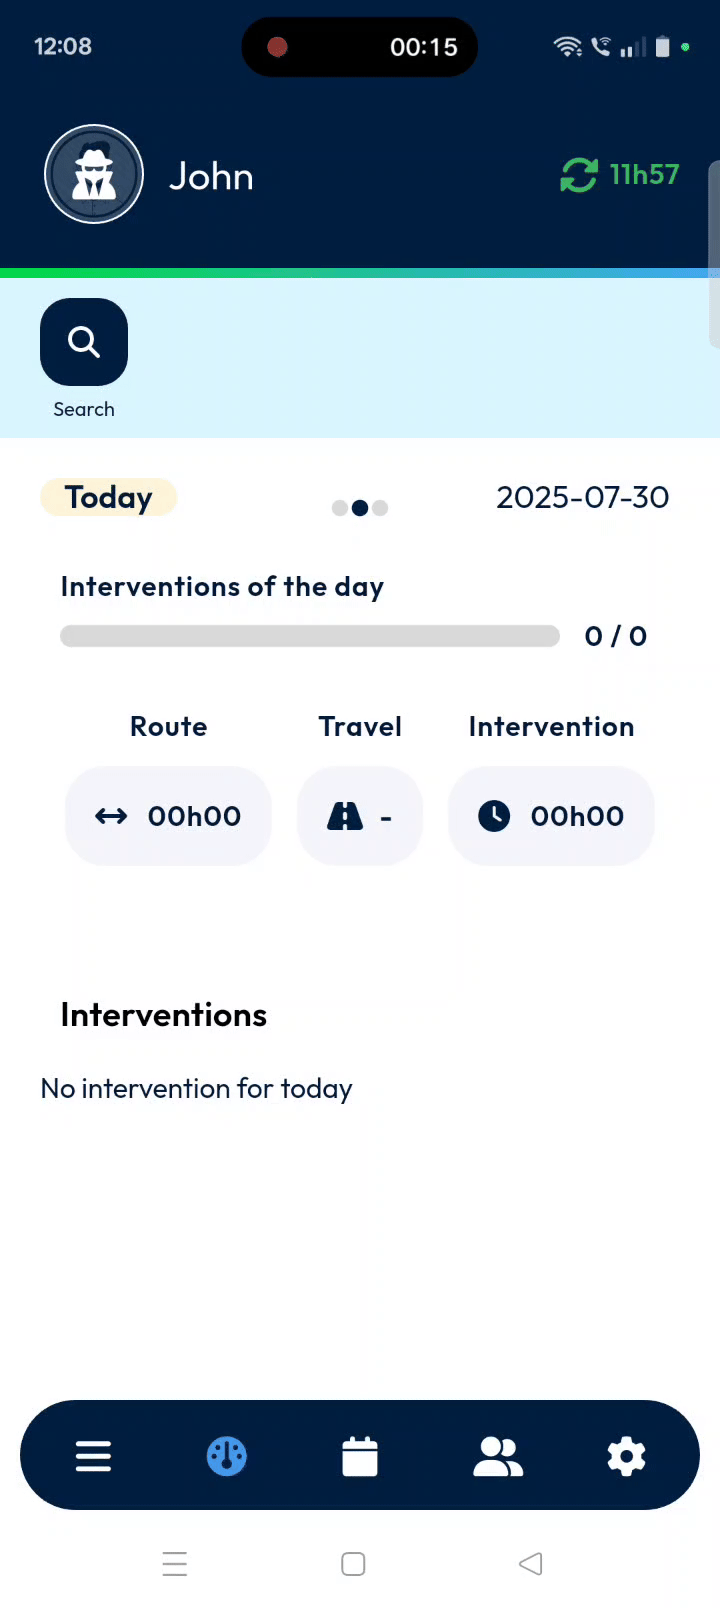 12:08 00:15
John 11h57
Search
Today 2025-07-30
Interventions of the day
0 / 0
Route Travel Intervention
00h00 - 00h00
Interventions
No intervention for today